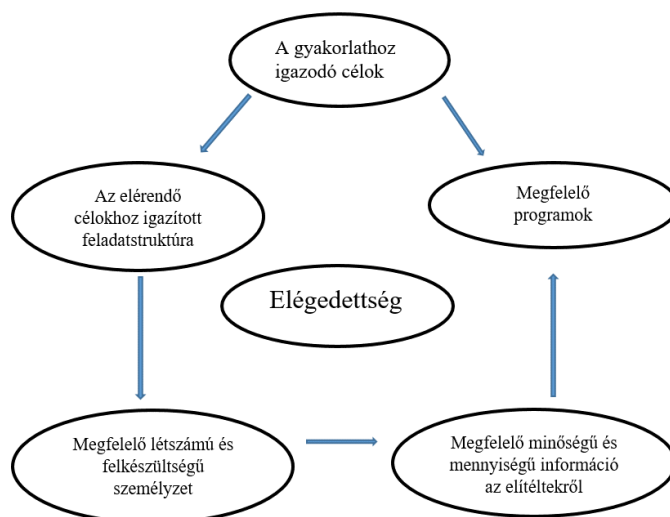 A gyakorlathoz
igazodó célok
Az elérendő
célokhoz igazított
feladatstruktúra
Megfelelő
programok
Elégedettség
Megfelelő létszámú és
felkészültségű
személyzet
Megfelelő minőségű és
mennyiségű információ
az elítéltekről